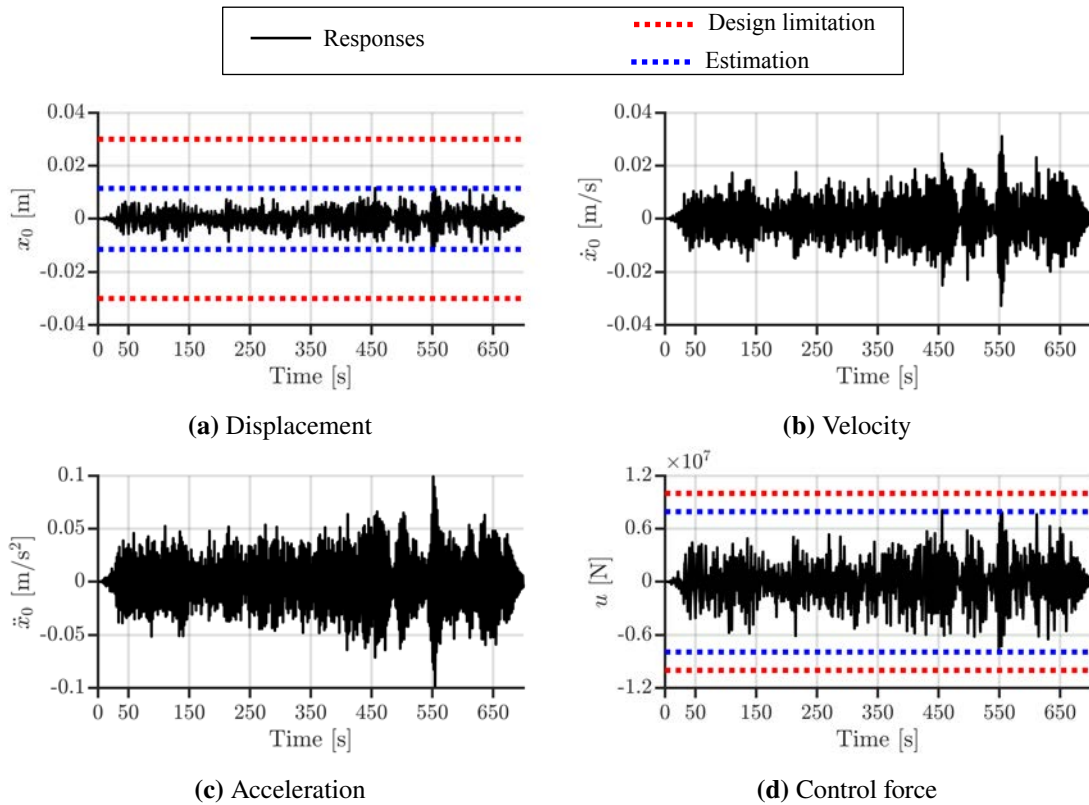 Responses
Design limitation
Estimation
0.04
0.02
0
-0.02
-0.04
x₀ [m]
0 50 150 250 350 450 550 650
Time [s]
(a) Displacement
0.04
0.02
0
-0.02
-0.04
ẋ₀ [m/s]
0 50 150 250 350 450 550 650
Time [s]
(b) Velocity
0.1
0.05
0
-0.05
-0.1
ẍ₀ [m/s²]
0 50 150 250 350 450 550 650
Time [s]
(c) Acceleration
×10⁷
1.2
0.6
0
-0.6
-1.2
u [N]
0 50 150 250 350 450 550 650
Time [s]
(d) Control force